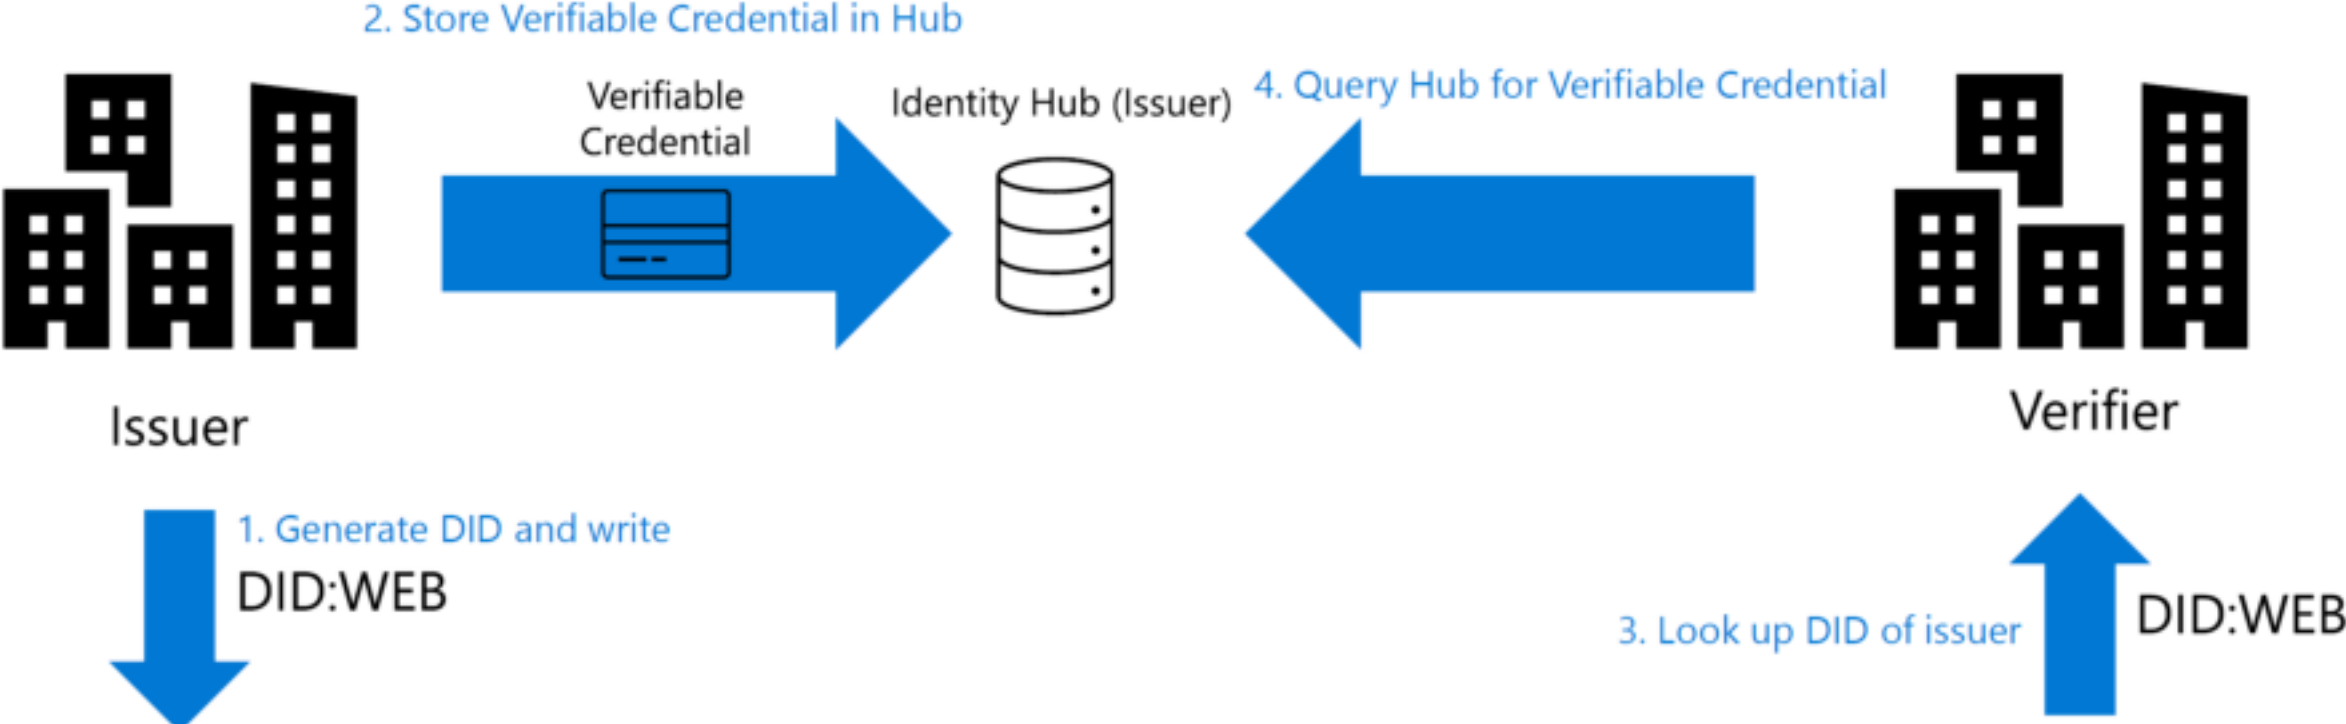 2. Store Verifiable Credential in Hub
Verifiable
Credential
Identity Hub (Issuer)
4. Query Hub for Verifiable Credential
Issuer
Verifier
1. Generate DID and write
DID:WEB
3. Look up DID of issuer
DID:WEB